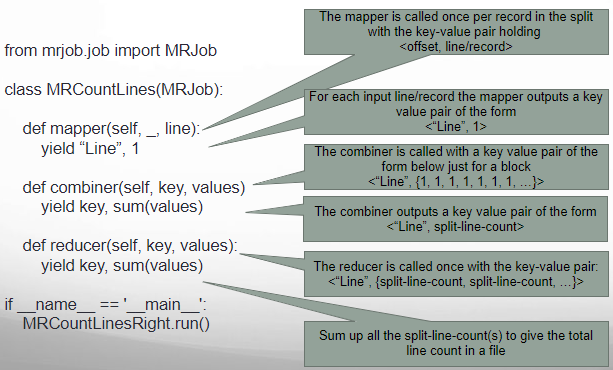 from mrjob.job import MRJob
class MRCountLines(MRJob):
def mapper(self, _, line):
yield “Line”, 1
def combiner(self, key, values)
yield key, sum(values)
def reducer(self, key, values):
yield key, sum(values)
if __name__ == '__main__':
MRCountLinesRight.run()
The mapper is called once per record in the split
with the key-value pair holding
<offset, line/record>
For each input line/record the mapper outputs a key
value pair of the form
<“Line”, 1>
The combiner is called with a key value pair of the
form below just for a block
<“Line”, {1, 1, 1, 1, 1, 1, 1, …}>
The combiner outputs a key value pair of the form
<“Line”, split-line-count>
The reducer is called once with the key-value pair:
<“Line”, {split-line-count, split-line-count, …}>
Sum up all the split-line-count(s) to give the total
line count in a file